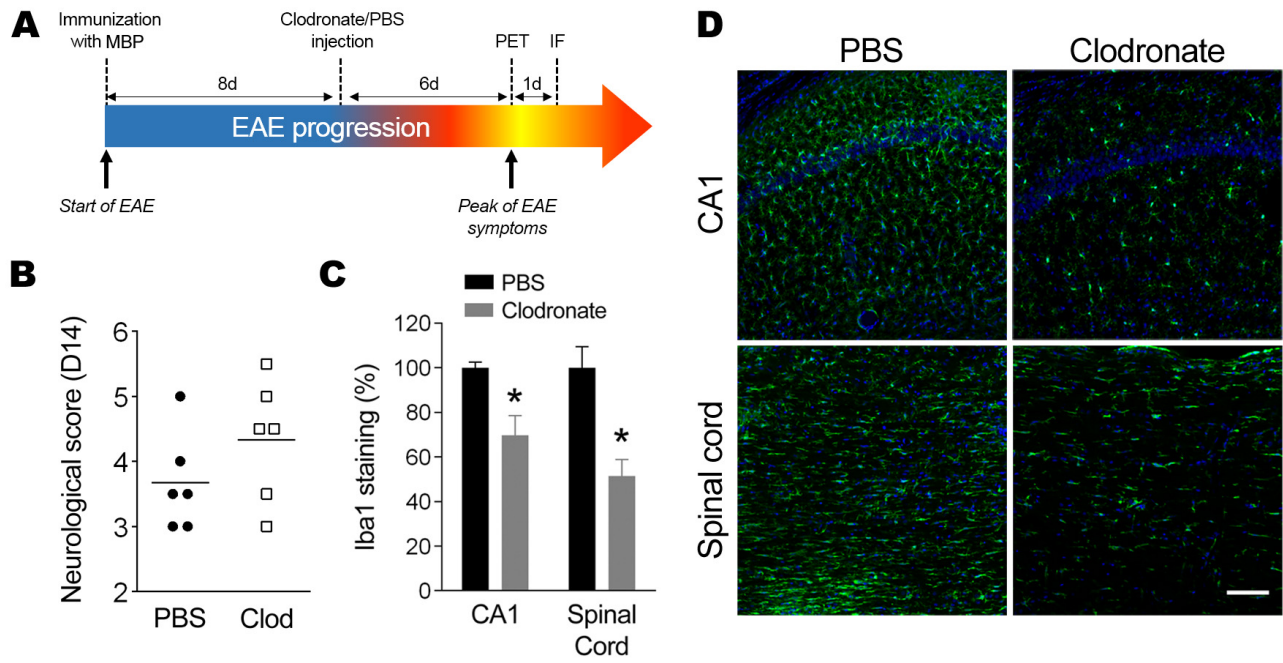 A
Immunization
with MBP
Clodronate/PBS
injection
PET
IF
8d
6d
1d
EAE progression
Start of EAE
Peak of EAE
symptoms
B
Neurological score (D14)
6
5
4
3
2
PBS
Clod
C
PBS
Clodronate
Iba1 staining (%)
120
100
80
60
40
20
0
*
*
CA1
Spinal
Cord
D
PBS
Clodronate
CA1
Spinal cord